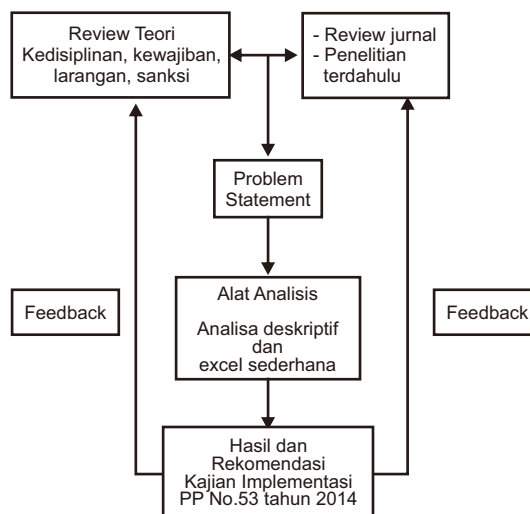 Review Teori
Kedisiplinan, kewajiban,
larangan, sanksi
- Review jurnal
- Penelitian
terdahulu
Problem
Statement
Alat Analisis
Analisa deskriptif
dan
excel sederhana
Feedback
Feedback
Hasil dan
Rekomendasi
Kajian Implementasi
PP No.53 tahun 2014